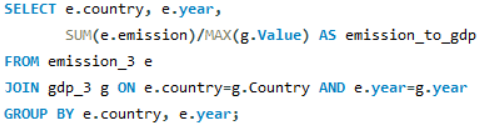 SELECT e.country, e.year,
SUM(e.emission)/MAX(g.Value) AS emission_to_gdp
FROM emission_3 e
JOIN gdp_3 g ON e.country=g.Country AND e.year=g.year
GROUP BY e.country, e.year;